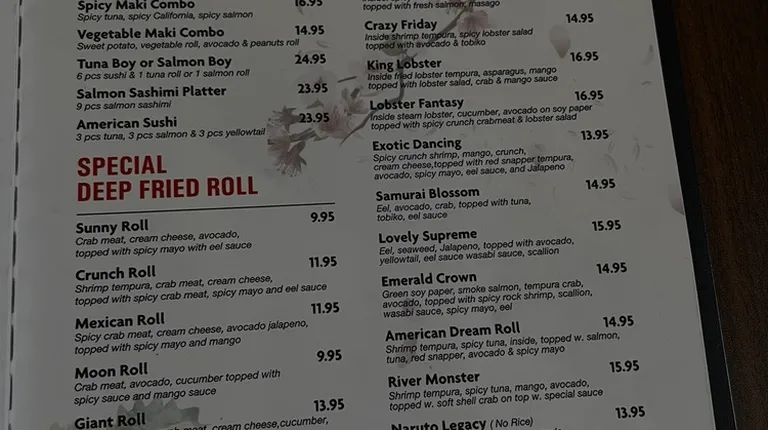 Spicy Maki Combo 16.95
Spicy tuna, spicy California, spicy salmon
Vegetable Maki Combo 14.95
Sweet potato, vegetable roll, avocado & peanuts roll
Tuna Boy or Salmon Boy 24.95
6 pcs sushi & 1 tuna roll or 1 salmon roll
Salmon Sashimi Platter 23.95
9 pcs salmon sashimi
American Sushi 23.95
3 pcs tuna, 3 pcs salmon & 3 pcs yellowtail
SPECIAL
DEEP FRIED ROLL
Sunny Roll 9.95
Crab meat, cream cheese, avocado,
topped with spicy mayo with eel sauce
Crunch Roll 11.95
Shrimp tempura, crab meat, cream cheese,
topped with spicy crab meat, spicy mayo and eel sauce
Mexican Roll 11.95
Spicy crab meat, cream cheese, avocado jalapeno,
topped with spicy mayo and mango
Moon Roll 9.95
Crab meat, avocado, cucumber topped with
spicy sauce and mango sauce
Giant Roll 13.95
meat, cream cheese,cucumber,
topped with fresh salmon, masago
Crazy Friday 14.95
Inside shrimp tempura, spicy lobster salad
topped with avocado & tobiko
King Lobster 16.95
Inside fried lobster tempura, asparagus, mango
topped with lobster salad, crab & mango sauce
Lobster Fantasy 16.95
Inside steam lobster, cucumber, avocado on soy paper
topped with spicy crunch crabmeat & lobster salad
Exotic Dancing 13.95
Spicy crunch shrimp, mango, crunch,
cream cheese,topped with red snapper tempura,
avocado, spicy mayo, eel sauce, and Jalapeno
Samurai Blossom 14.95
Eel, avocado, crab, topped with tuna,
tobiko, eel sauce
Lovely Supreme 15.95
Eel, seaweed, Jalapeno, topped with avocado,
yellowtail, eel sauce wasabi sauce, scallion
Emerald Crown 14.95
Green soy paper, smoke salmon, tempura crab,
avocado, topped with spicy rock shrimp, scallion,
wasabi sauce, spicy mayo, eel
American Dream Roll 14.95
Shrimp tempura, spicy tuna, inside, topped w. salmon,
tuna, red snapper, avocado & spicy mayo
River Monster 15.95
Shrimp tempura, spicy tuna, mango, avocado,
topped w. soft shell crab on top w. special sauce
Naruto Legacy ( No Rice) 13.95